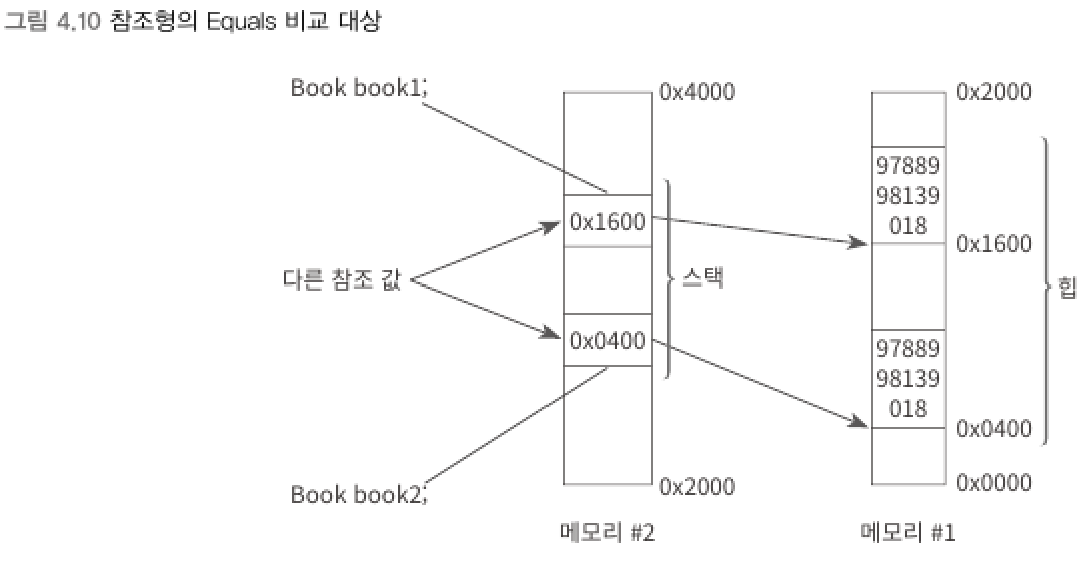 그림 4.10 참조형의 Equals 비교 대상
Book book1;
0x4000
0x2000
97889
98139
018
0x1600
0x1600
다른 참조 값
스택
힙
0x0400
97889
98139
018
0x0400
Book book2;
0x2000
0x0000
메모리 #2
메모리 #1